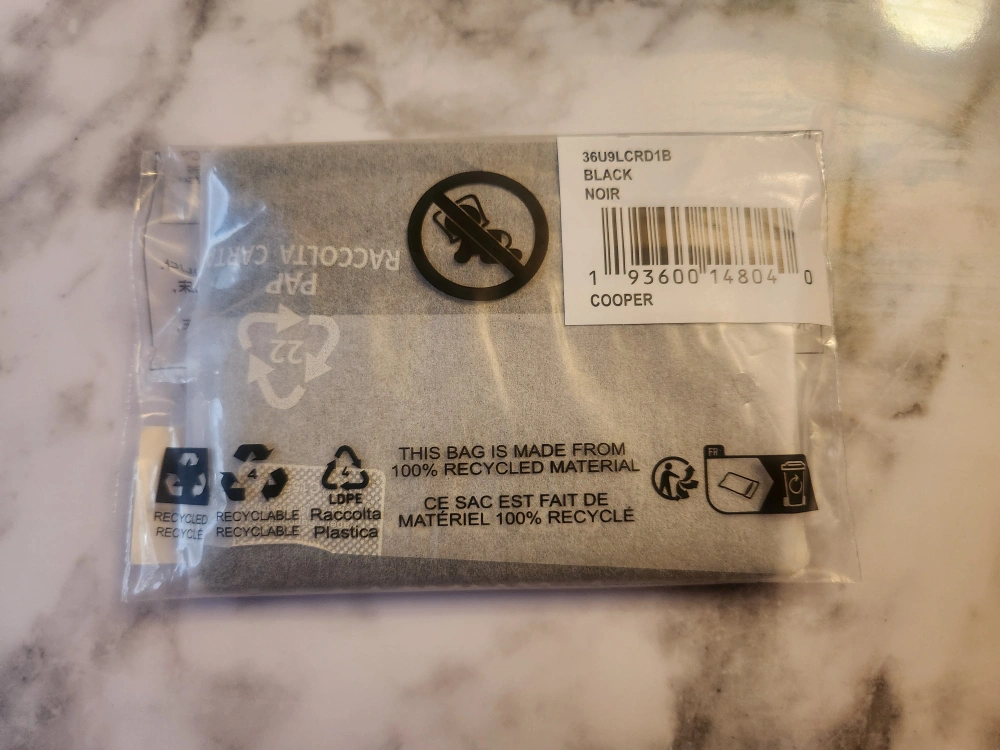 36U9LCRD1B
BLACK
NOIR
1 93600 14804 0
COOPER
RACCOLTA
PAP
22
4
4
LDPE
RECYCLED
RECYCLÉ
RECYCLABLE
RECYCLABLE
Raccolta
Plastica
THIS BAG IS MADE FROM
100% RECYCLED MATERIAL
CE SAC EST FAIT DE
MATÉRIEL 100% RECYCLÉ
FR